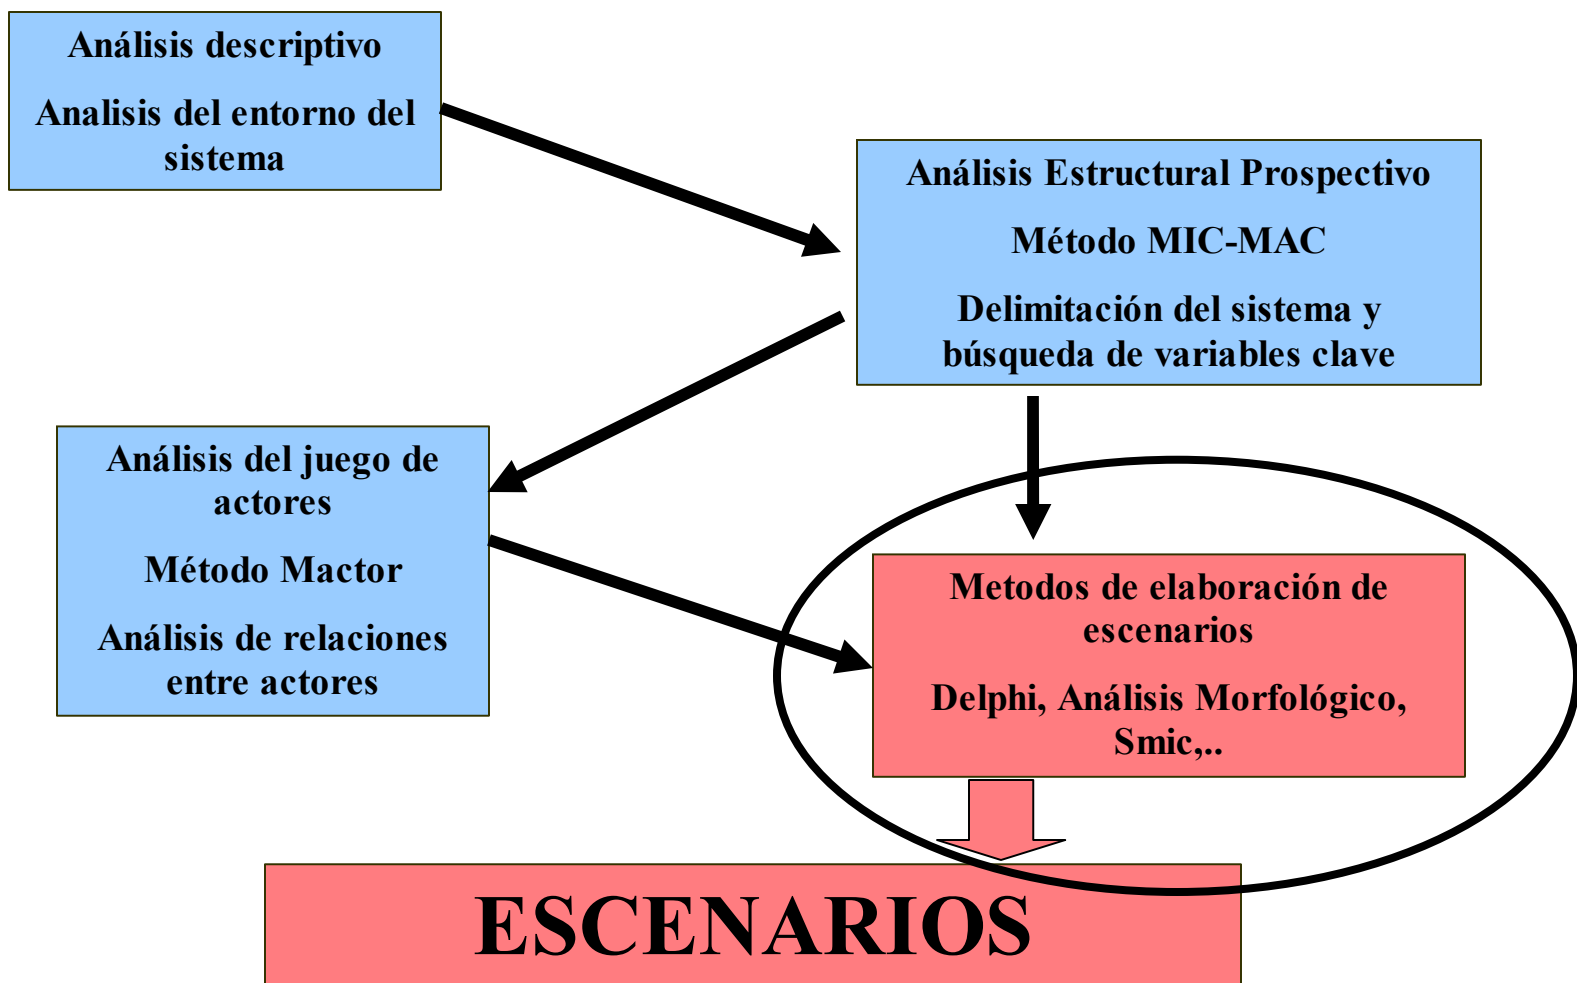 Análisis descriptivo
Analisis del entorno del
sistema
Análisis Estructural Prospectivo
Método MIC-MAC
Delimitación del sistema y
búsqueda de variables clave
Análisis del juego de
actores
Método Mactor
Análisis de relaciones
entre actores
Metodos de elaboración de
escenarios
Delphi, Análisis Morfológico,
Smic,..
ESCENARIOS